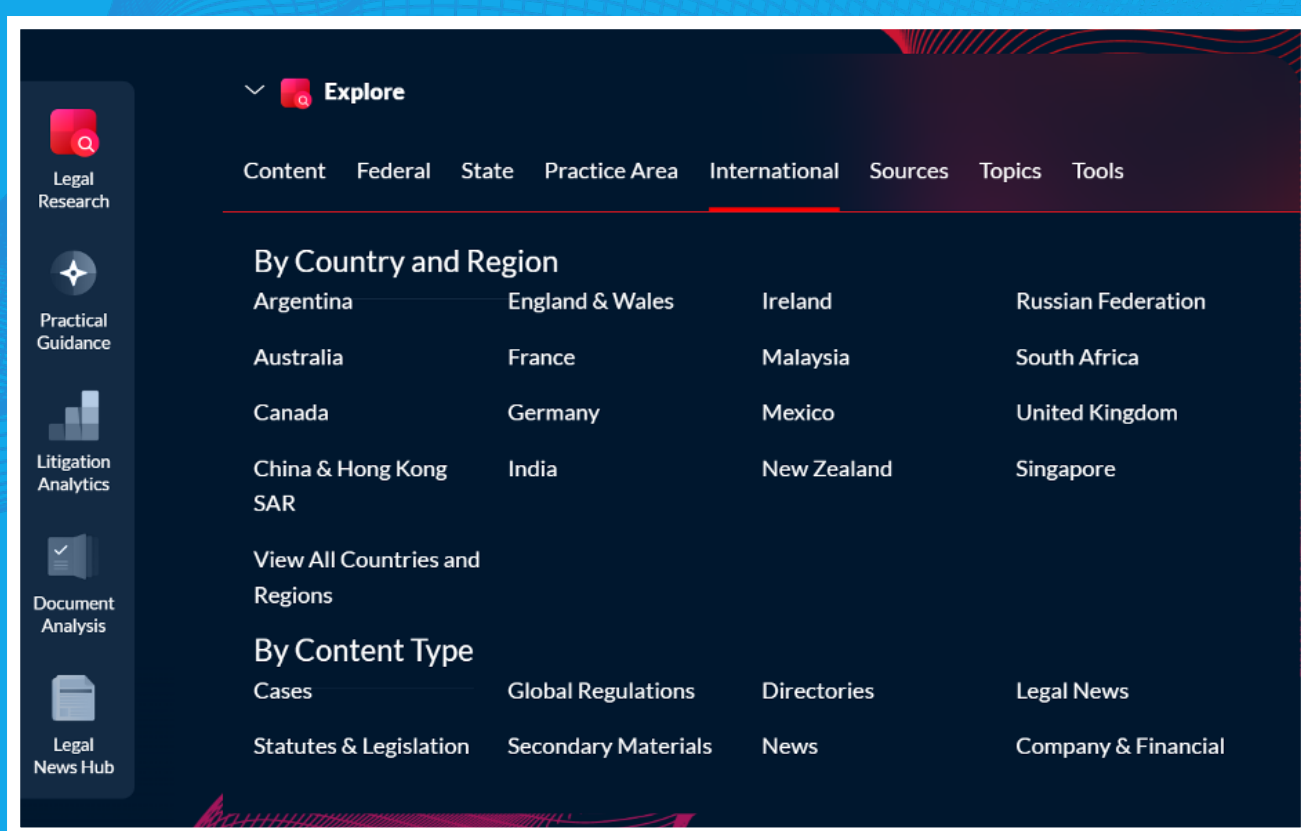 Explore
Legal
Research
Practical
Guidance
Litigation
Analytics
Document
Analysis
Legal
News Hub
Content Federal State Practice Area International Sources Topics Tools
By Country and Region
Argentina England & Wales Ireland Russian Federation
Australia France Malaysia South Africa
Canada Germany Mexico United Kingdom
China & Hong Kong India New Zealand Singapore
SAR
View All Countries and
Regions
By Content Type
Cases Global Regulations Directories Legal News
Statutes & Legislation Secondary Materials News Company & Financial